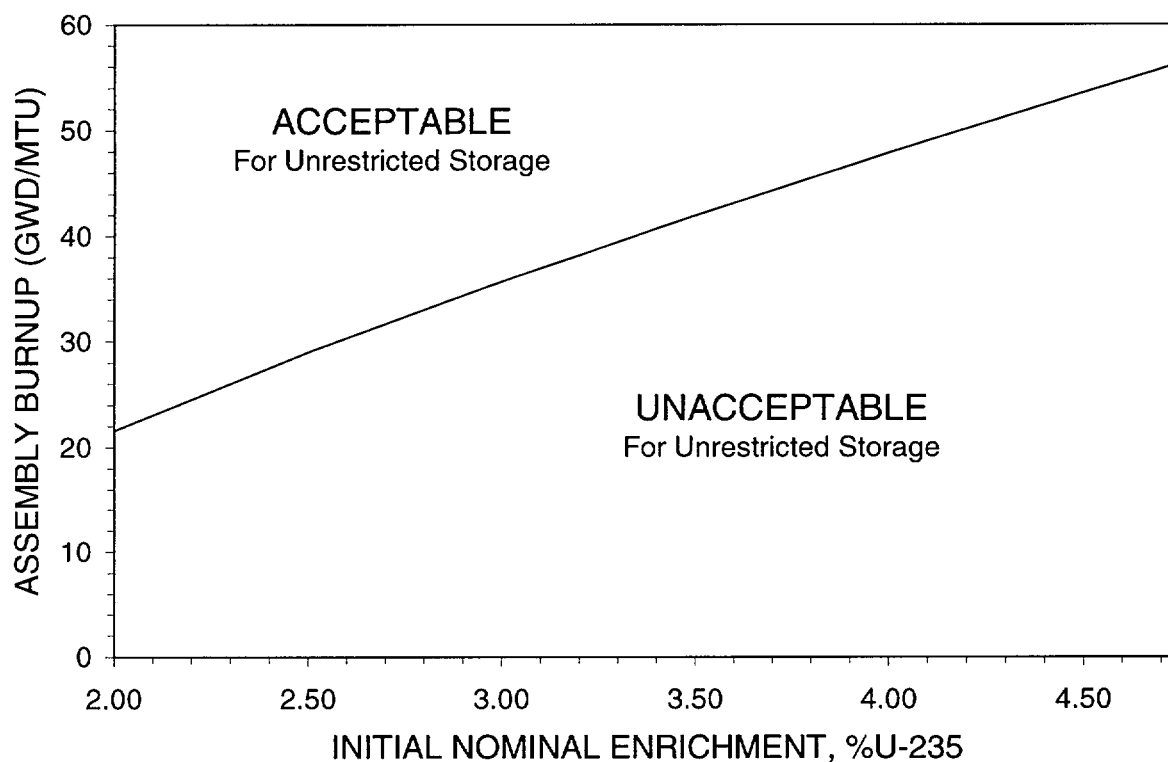 60
50
40
30
20
10
0
ASSEMBLY BURNUP (GWD/MTU)
ACCEPTABLE
For Unrestricted Storage
UNACCEPTABLE
For Unrestricted Storage
2.00 2.50 3.00 3.50 4.00 4.50
INITIAL NOMINAL ENRICHMENT, %U-235